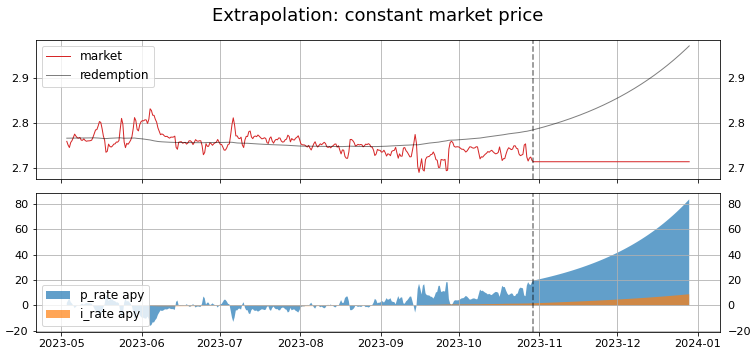 Extrapolation: constant market price
market
redemption
2.9 2.9
2.8 2.8
2.7 2.7
80 80
60 60
40 40
20 20
0 0
−20 −20
p_rate apy
i_rate apy
2023-05 2023-06 2023-07 2023-08 2023-09 2023-10 2023-11 2023-12 2024-01